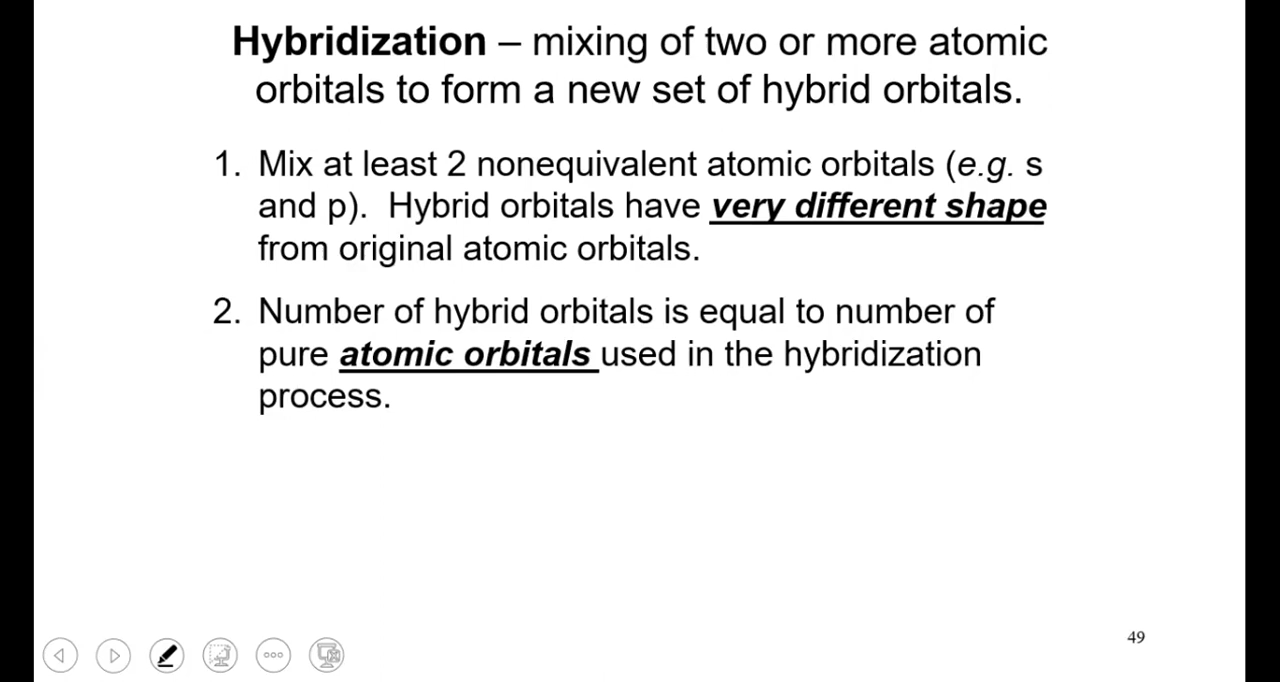 Hybridization – mixing of two or more atomic
orbitals to form a new set of hybrid orbitals.
1. Mix at least 2 nonequivalent atomic orbitals (e.g. s
and p). Hybrid orbitals have very different shape
from original atomic orbitals.
2. Number of hybrid orbitals is equal to number of
pure atomic orbitals used in the hybridization
process.
49